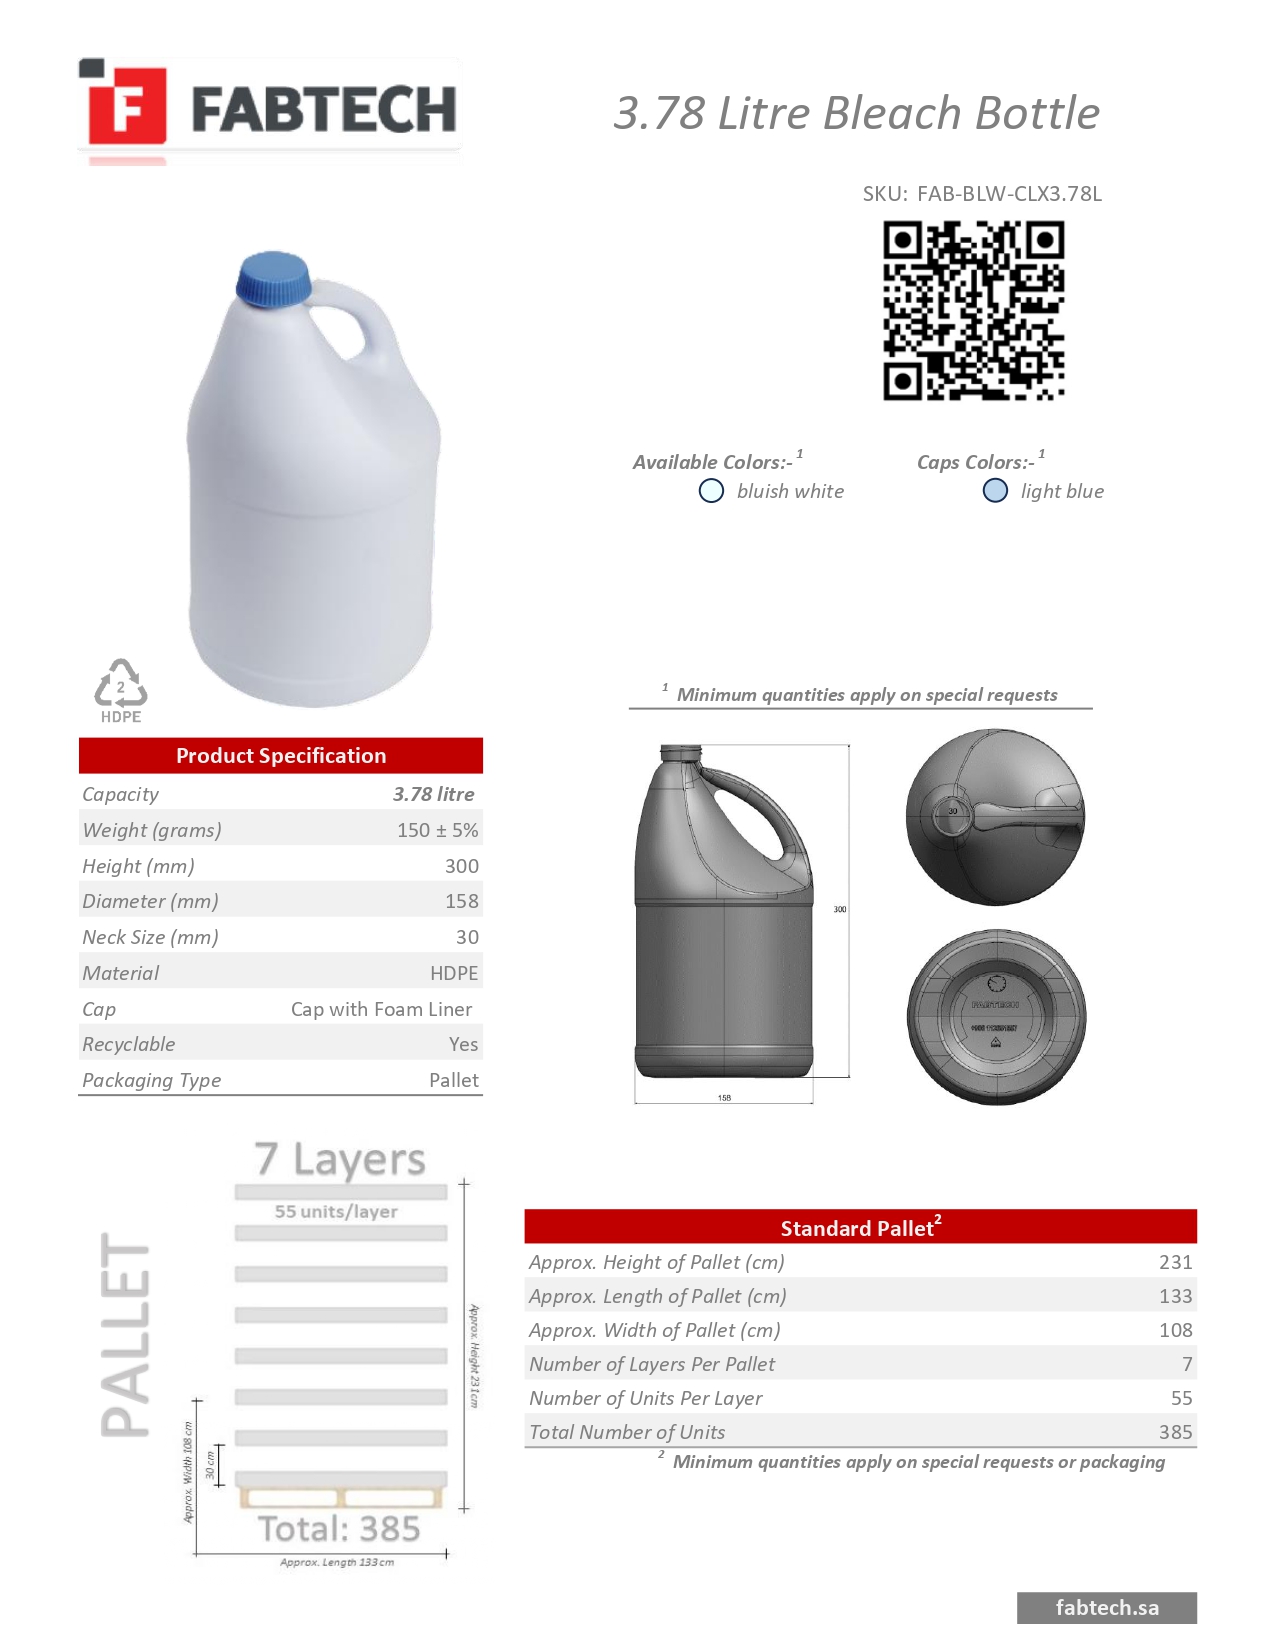 F FABTECH
3.78 Litre Bleach Bottle
SKU: FAB-BLW-CLX3.78L
Available Colors:- 1
bluish white
Caps Colors:- 1
light blue
2
HDPE
1 Minimum quantities apply on special requests
Product Specification
Capacity 3.78 litre
Weight (grams) 150 ± 5%
Height (mm) 300
Diameter (mm) 158
Neck Size (mm) 30
Material HDPE
Cap Cap with Foam Liner
Recyclable Yes
Packaging Type Pallet
300
158
30
FABTECH
PALLET
7 Layers
55 units/layer
Approx. Height 231cm
Approx. Width 108 cm
30 cm
Total: 385
Approx. Length 133 cm
Standard Pallet2
Approx. Height of Pallet (cm) 231
Approx. Length of Pallet (cm) 133
Approx. Width of Pallet (cm) 108
Number of Layers Per Pallet 7
Number of Units Per Layer 55
Total Number of Units 385
2 Minimum quantities apply on special requests or packaging
fabtech.sa